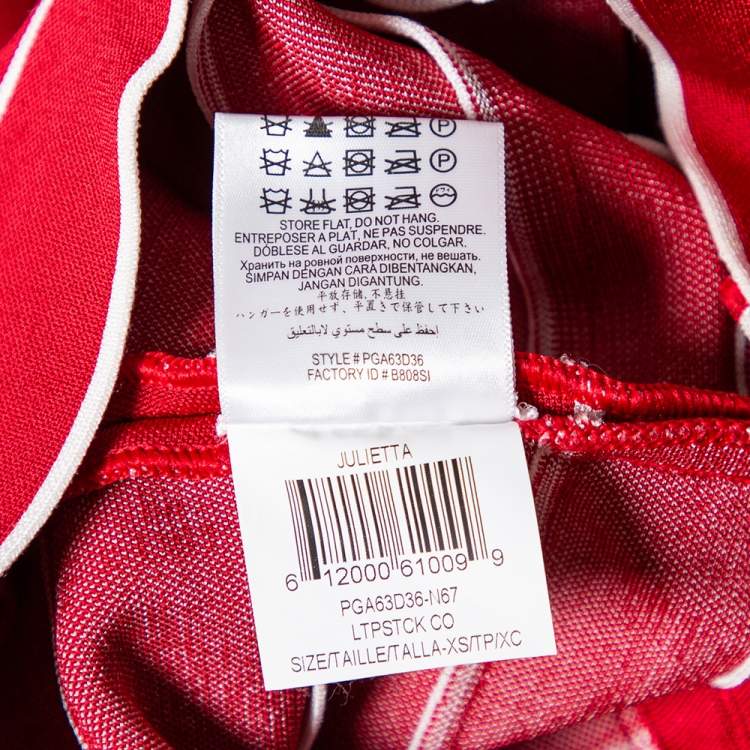 P
P
STORE FLAT, DO NOT HANG.
ENTREPOSER A PLAT, NE PAS SUSPENDRE.
DÓBLESE AL GUARDAR, NO COLGAR.
Хранить на ровной поверхности, не вешать.
SIMPAN DENGAN CARA DIBENTANGKAN,
JANGAN DIGANTUNG.
平放存储,不悬挂
ハンガーを使用せず、平置きで保管して下さい
احفظ على سطح مستوي لابالتعليق
STYLE # PGA63D36
FACTORY ID # B808SI
JULIETTA
6 12000 61009 9
PGA63D36-N67
LTPSTCK CO
SIZE/TAILLE/TALLA-XS/TP/XC